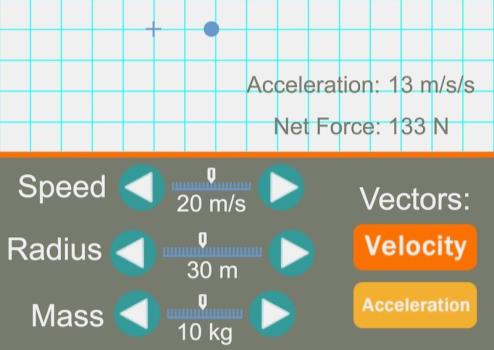 Acceleration: 13 m/s/s
Net Force: 133 N
Speed
20 m/s
Vectors:
Radius
30 m
Velocity
Mass
10 kg
Acceleration